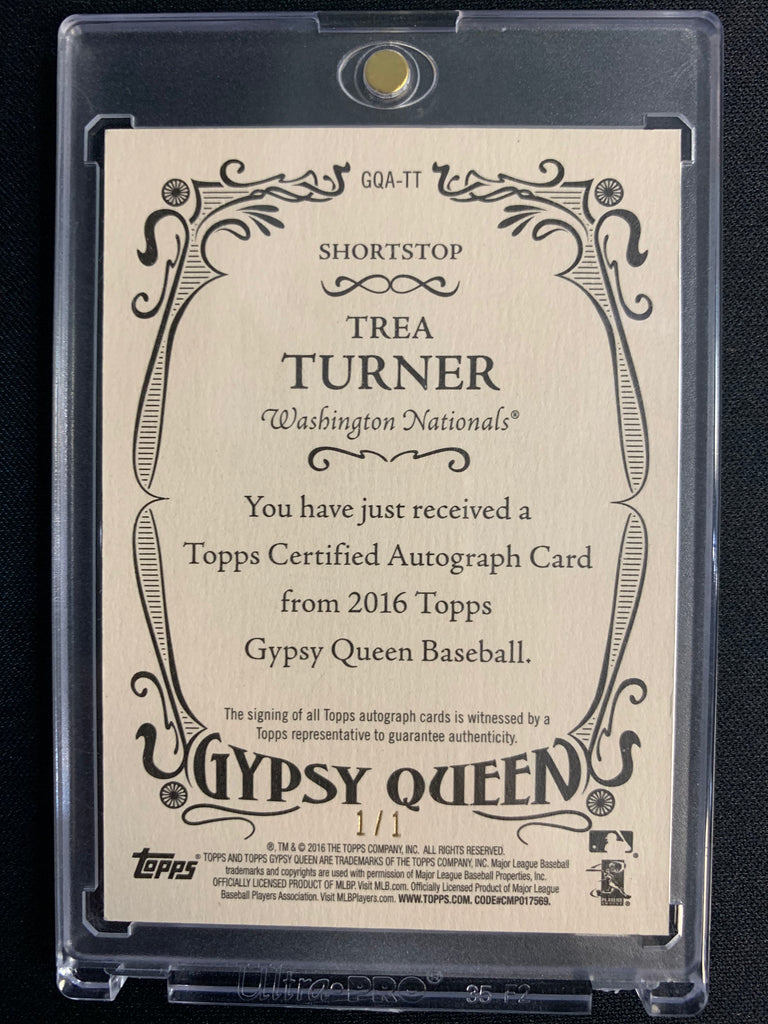 GQA-TT
SHORTSTOP
TREA
TURNER
Washington Nationals®
You have just received a
Topps Certified Autograph Card
from 2016 Topps
Gypsy Queen Baseball.
The signing of all Topps autograph cards is witnessed by a
Topps representative to guarantee authenticity.
GYPSY QUEEN
1/1
®, TM & © 2016 THE TOPPS COMPANY, INC. ALL RIGHTS RESERVED.
topps® TOPPS AND TOPPS GYPSY QUEEN ARE TRADEMARKS OF THE TOPPS COMPANY, INC. Major League Baseball
trademarks and copyrights are used with permission of Major League Baseball Properties, Inc.
OFFICIALLY LICENSED PRODUCT OF MLBP. Visit MLB.com. Officially Licensed Product of Major League
Baseball Players Association. Visit MLBPlayers.com. WWW.TOPPS.COM. CODE#CMP017569.
Ultra-PRO® 35 F2